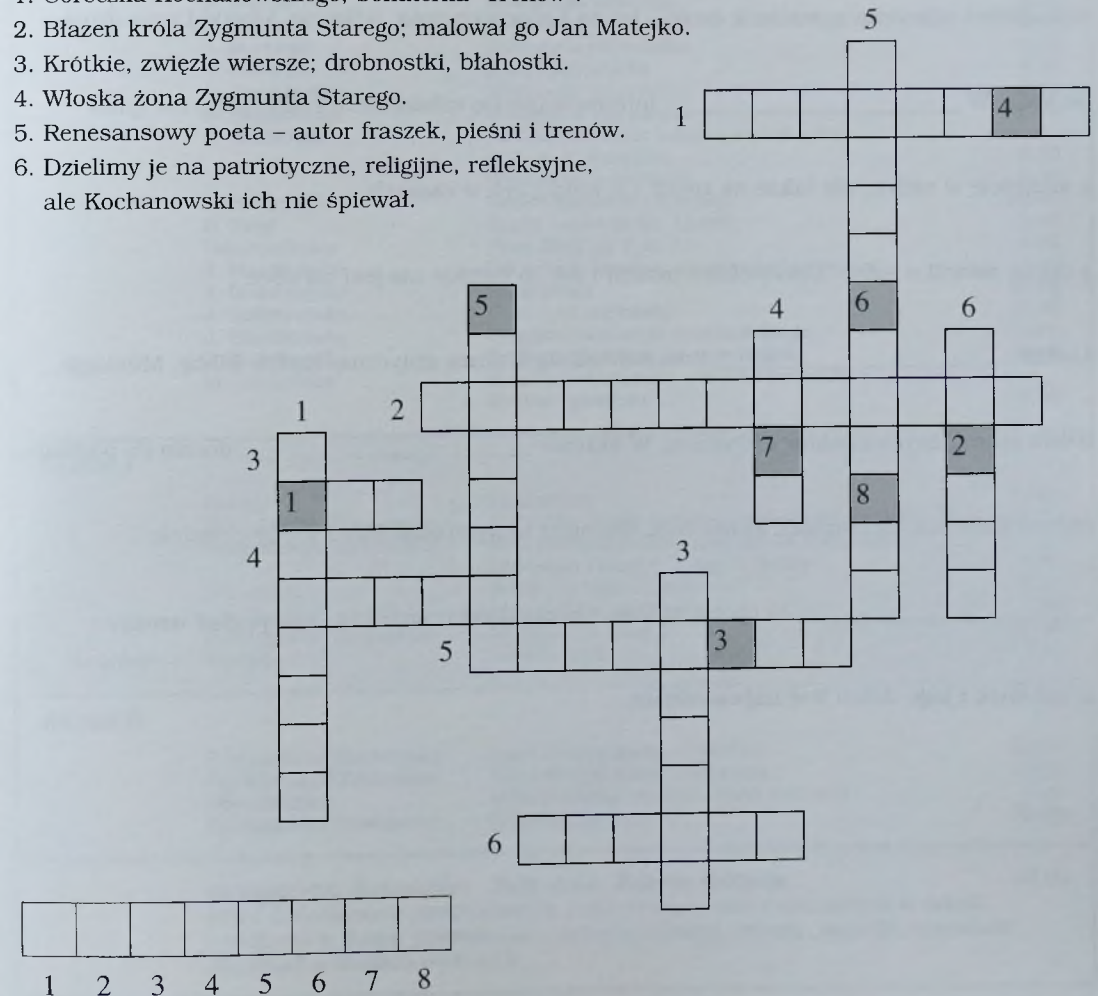 2. Błazen króla Zygmunta Starego; malował go Jan Matejko.
3. Krótkie, zwięzłe wiersze; drobnostki, błahostki.
4. Włoska żona Zygmunta Starego.
5. Renesansowy poeta – autor fraszek, pieśni i trenów.
6. Dzielimy je na patriotyczne, religijne, refleksyjne,
ale Kochanowski ich nie śpiewał.
5
1 4
5 4 6 6
1 2
3 7 2
1 8
4 3
5 3
6
1 2 3 4 5 6 7 8